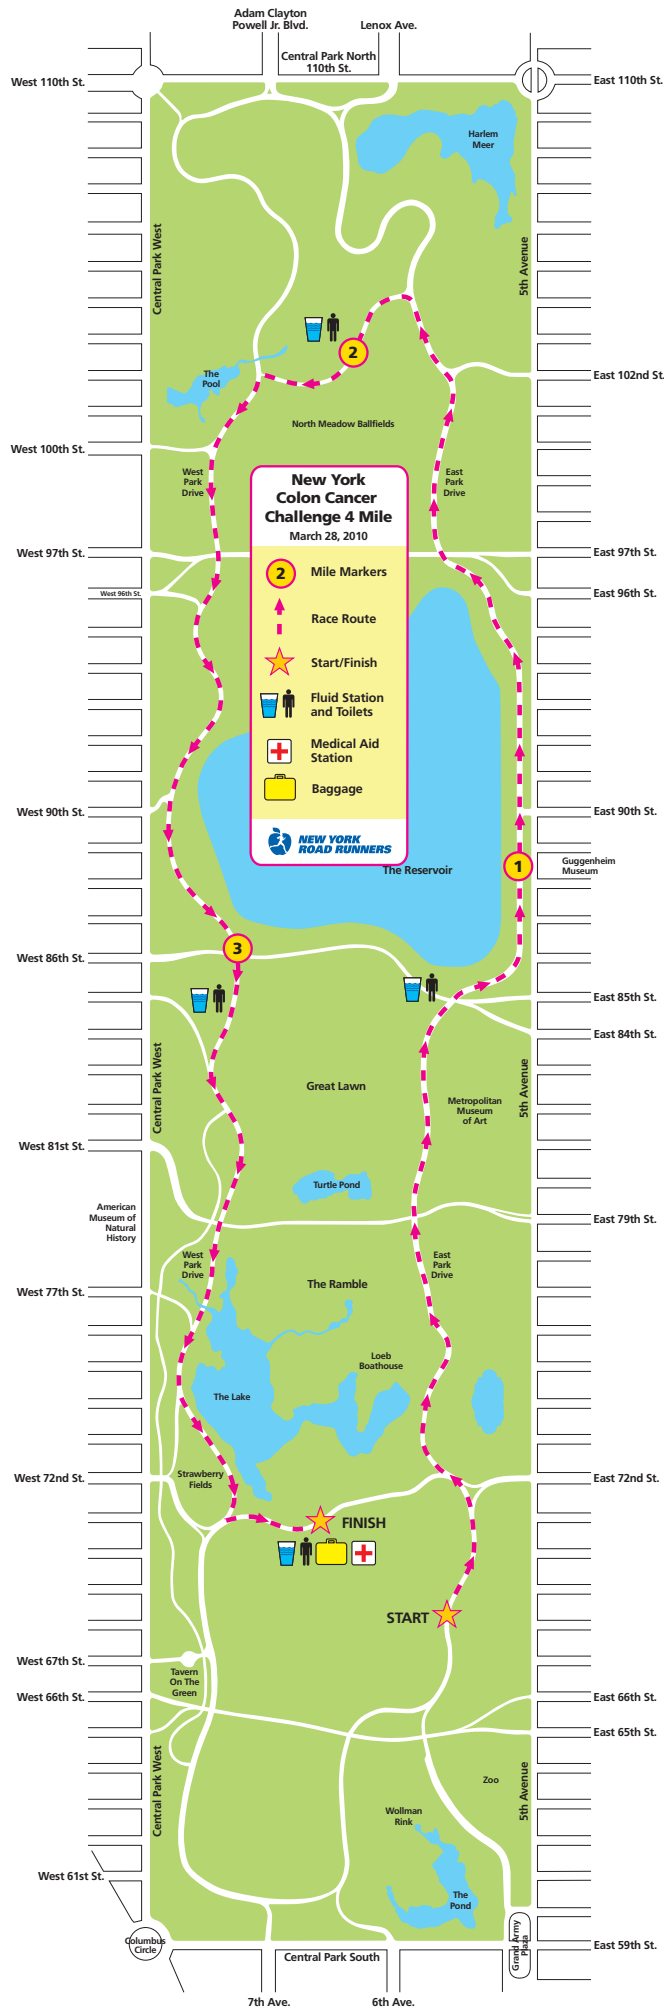 Adam Clayton
Powell Jr. Blvd.
Lenox Ave.
Central Park North
110th St.
West 110th St.
East 110th St.
Harlem
Meer
Central Park West
5th Avenue
2
The
Pool
East 102nd St.
North Meadow Ballfields
West 100th St.
West
Park
Drive
East
Park
Drive
New York
Colon Cancer
Challenge 4 Mile
March 28, 2010
West 97th St.
East 97th St.
2
Mile Markers
West 96th St.
East 96th St.
Race Route
Start/Finish
Fluid Station
and Toilets
Medical Aid
Station
Baggage
West 90th St.
East 90th St.
NEW YORK
ROAD RUNNERS
The Reservoir
1
Guggenheim
Museum
3
West 86th St.
East 85th St.
East 84th St.
Central Park West
5th Avenue
Great Lawn
Metropolitan
Museum
of Art
West 81st St.
Turtle Pond
American
Museum of
Natural
History
East 79th St.
West
Park
Drive
East
Park
Drive
The Ramble
West 77th St.
Loeb
Boathouse
The Lake
West 72nd St.
Strawberry
Fields
East 72nd St.
FINISH
START
West 67th St.
Tavern
On The
Green
West 66th St.
East 66th St.
East 65th St.
Central Park West
5th Avenue
Zoo
Wollman
Rink
West 61st St.
The
Pond
Columbus
Circle
Grand Army
Plaza
East 59th St.
Central Park South
7th Ave.
6th Ave.